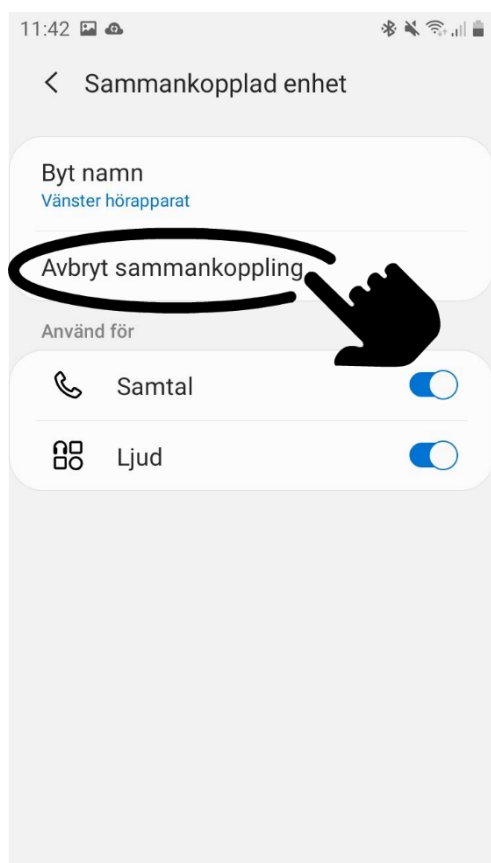 11:42
Sammankopplad enhet
Byt namn
Vänster hörapparat
Avbryt sammankoppling
Använd för
Samtal
Ljud